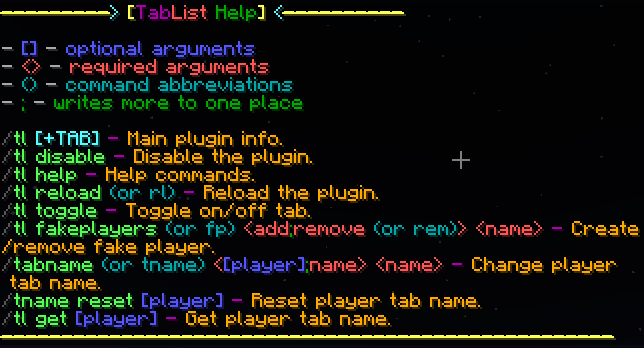 > [TabList Help] <
- [] - optional arguments
- <> - required arguments
- () - command abbreviations
- ; - writes more to one place
/tl [+TAB] - Main plugin info.
/tl disable - Disable the plugin.
/tl help - Help commands.
/tl reload (or rl) - Reload the plugin.
/tl toggle - Toggle on/off tab.
/tl fakeplayers (or fp) <add;remove (or rem)> <name> - Create
/remove fake player.
/tabname (or tname) <[player];name> <name> - Change player
tab name.
/tname reset [player] - Reset player tab name.
/tl get [player] - Get player tab name.